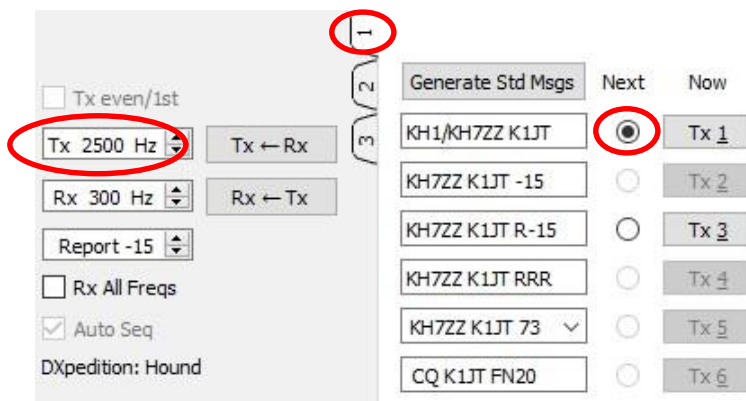 1
2
3
Tx even/1st
Tx 2500 Hz
Tx ← Rx
Rx 300 Hz
Rx ← Tx
Report -15
Rx All Freqs
Auto Seq
DXpedition: Hound
Generate Std Msgs Next Now
KH1/KH7ZZ K1JT Tx 1
KH7ZZ K1JT -15 Tx 2
KH7ZZ K1JT R-15 Tx 3
KH7ZZ K1JT RRR Tx 4
KH7ZZ K1JT 73 Tx 5
CQ K1JT FN20 Tx 6